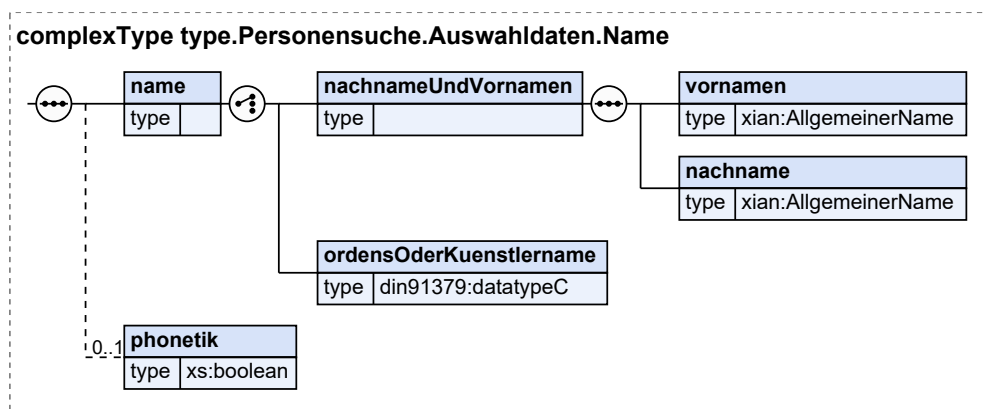 complexType type.Personensuche.Auswahldaten.Name
name
type
nachnameUndVornamen
type
vornamen
type xian:AllgemeinerName
nachname
type xian:AllgemeinerName
ordensOderKuenstlername
type din91379:datatypeC
0..1
phonetik
type xs:boolean